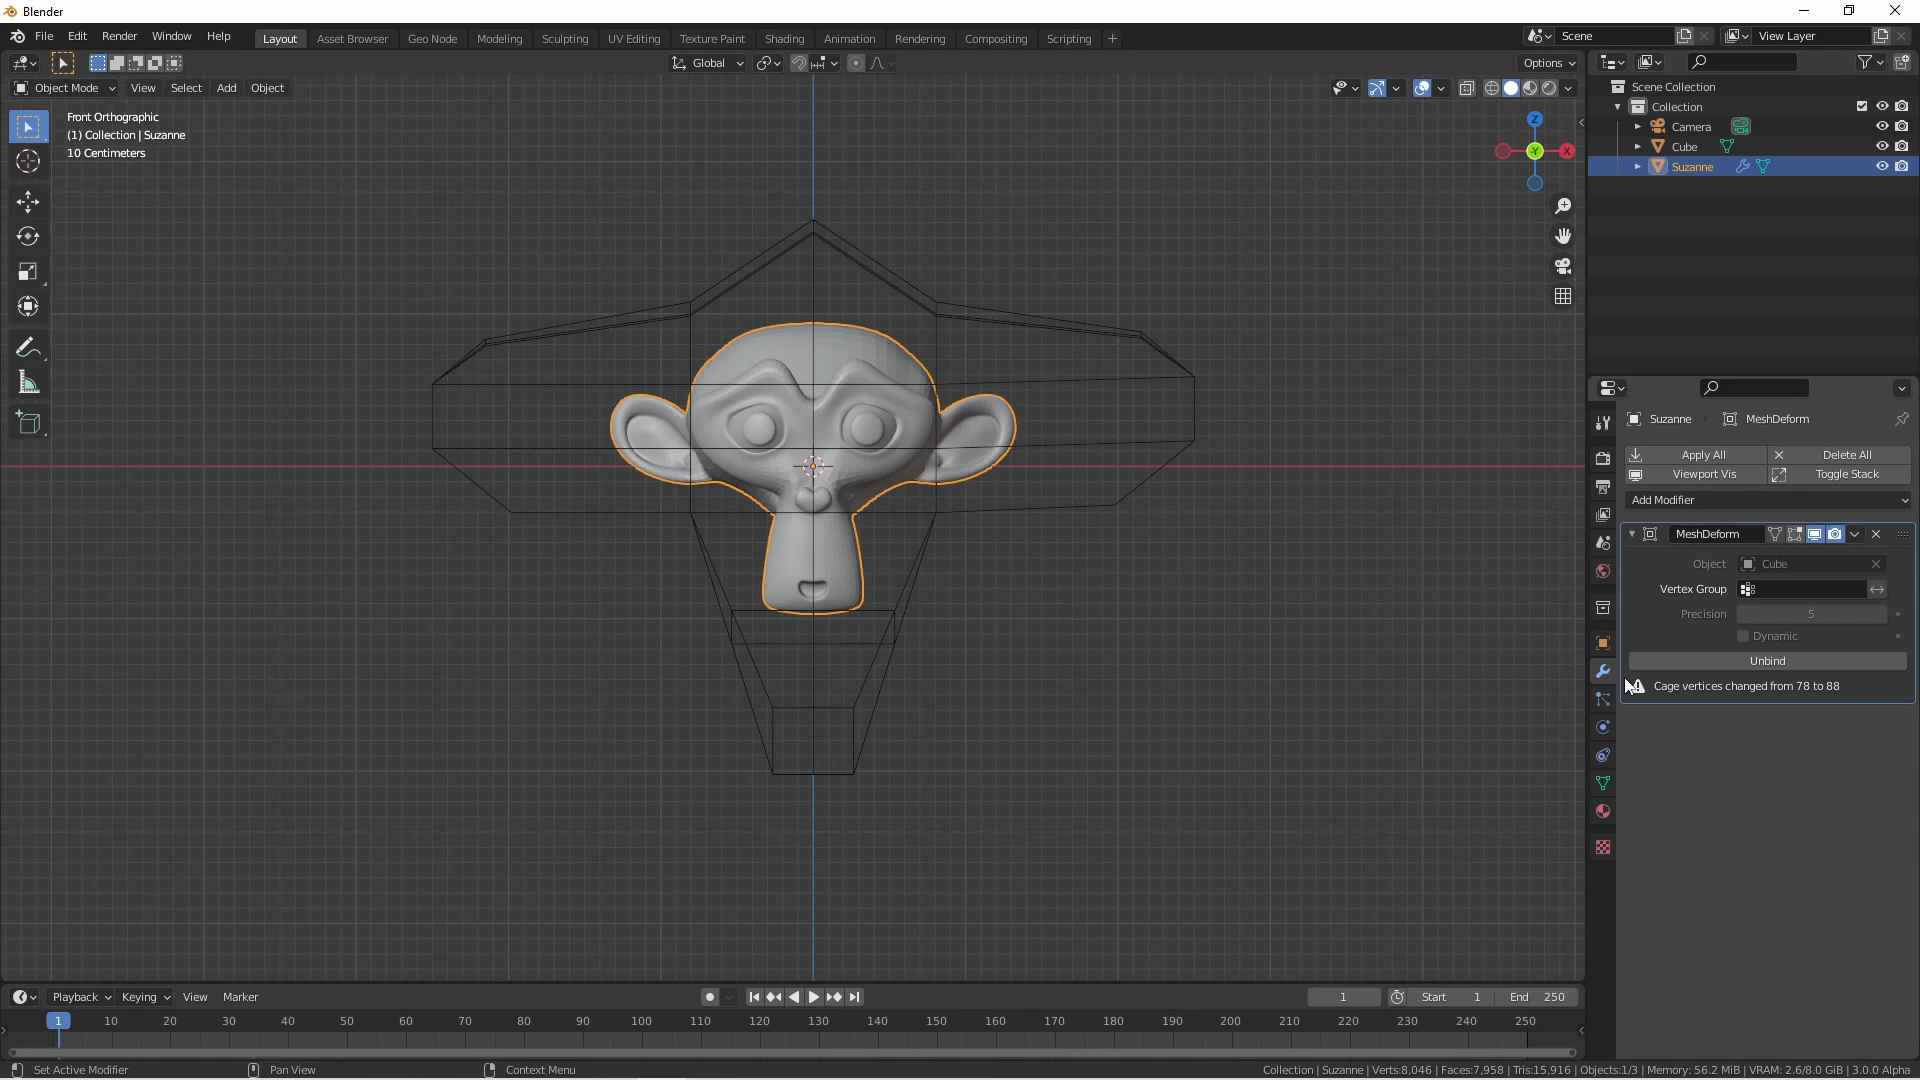 Blender
File Edit Render Window Help
Layout Asset Browser Geo Node Modeling Sculpting UV Editing Texture Paint Shading Animation Rendering Compositing Scripting +
Scene
View Layer
Global
Options
Object Mode View Select Add Object
Front Orthographic
(1) Collection | Suzanne
10 Centimeters
Z
-Y
X
Scene Collection
Collection
Camera
Cube
Suzanne
Suzanne MeshDeform
Apply All Delete All
Viewport Vis Toggle Stack
Add Modifier
MeshDeform
Object Cube
Vertex Group
Precision 5
Dynamic
Unbind
Cage vertices changed from 78 to 88
Playback Keying View Marker
1 Start 1 End 250
1 10 20 30 40 50 60 70 80 90 100 110 120 130 140 150 160 170 180 190 200 210 220 230 240 250
Set Active Modifier Pan View Context Menu
Collection | Suzanne | Verts:8,046 | Faces:7,958 | Tris:15,916 | Objects:1/3 | Memory: 56.2 MiB | VRAM: 2.6/8.0 GiB | 3.0.0 Alpha